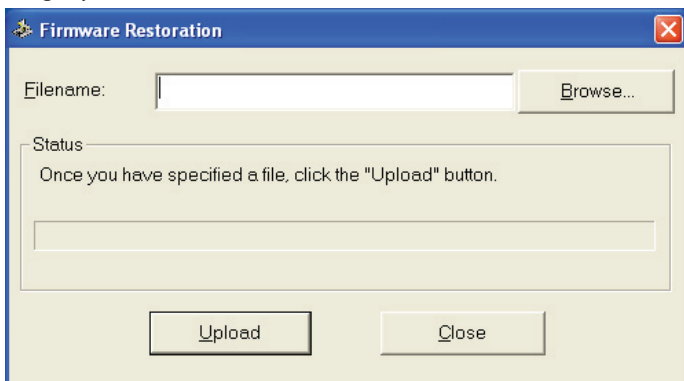 Firmware Restoration
Filename:
Browse...
Status
Once you have specified a file, click the "Upload" button.
Upload
Close